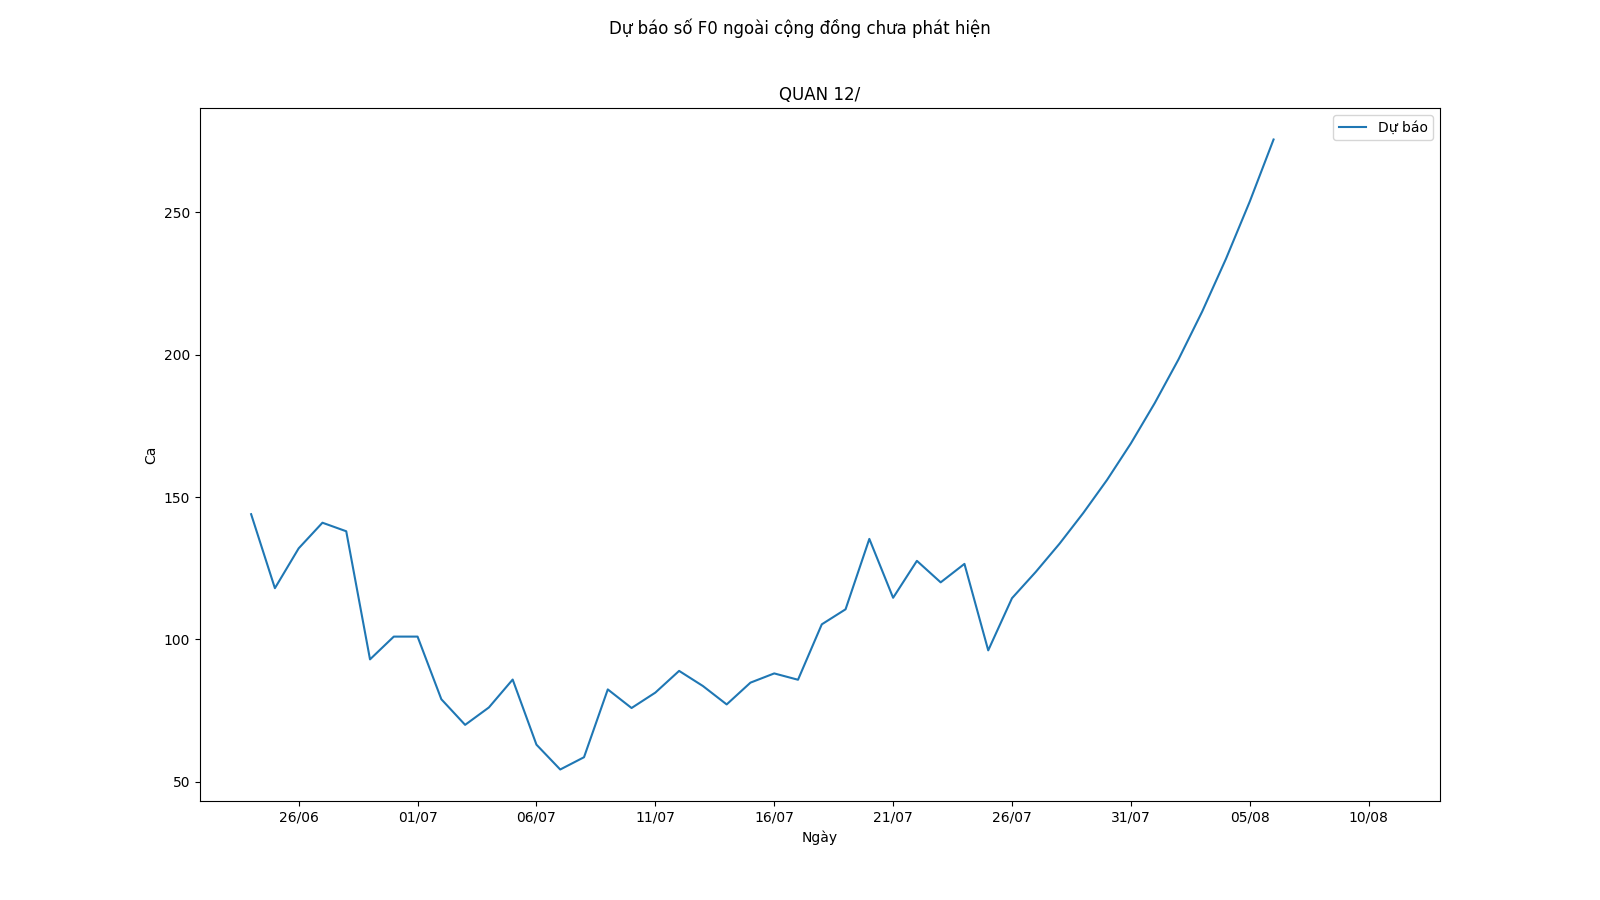 Dự báo số F0 ngoài cộng đồng chưa phát hiện
QUAN 12/
Dự báo
250
200
150
100
50
Ca
26/06 01/07 06/07 11/07 16/07 21/07 26/07 31/07 05/08 10/08
Ngày